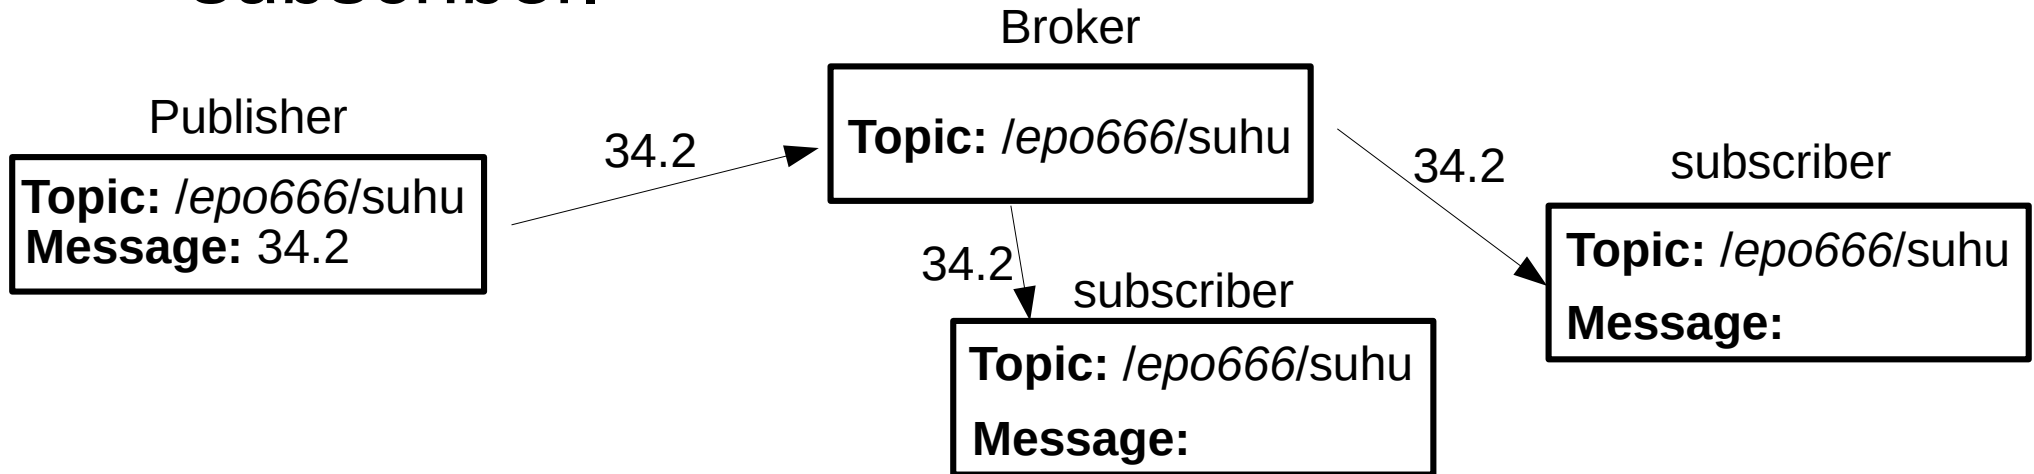 Broker
Publisher
Topic: /epo666/suhu
Message: 34.2
34.2
Topic: /epo666/suhu
34.2
subscriber
Topic: /epo666/suhu
Message:
34.2
subscriber
Topic: /epo666/suhu
Message: